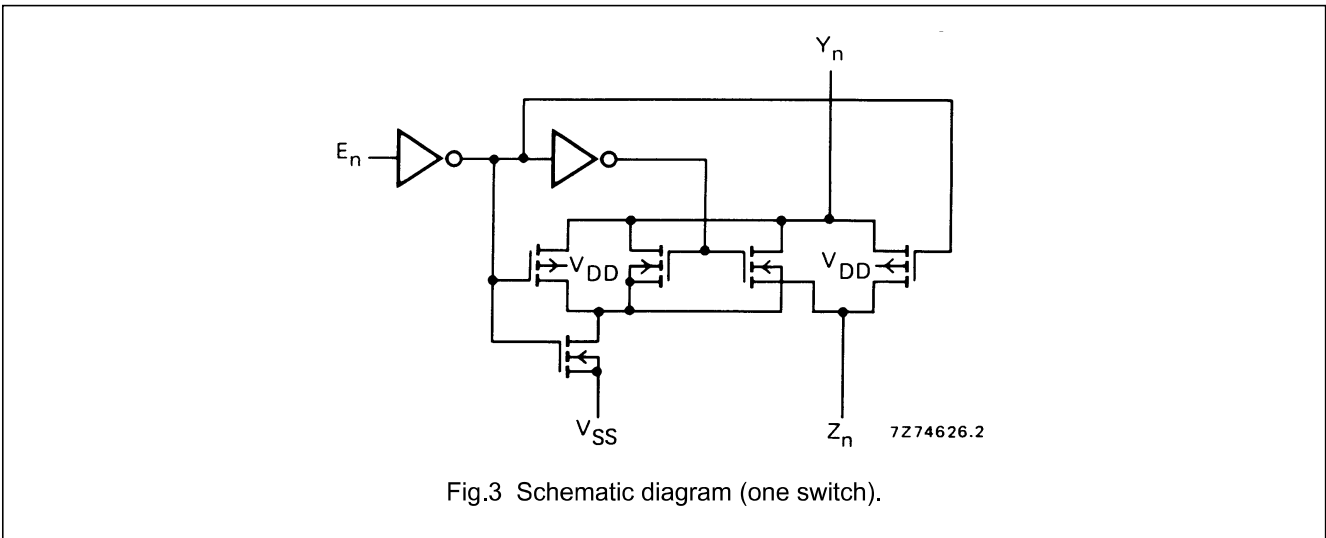 Yn
En
VDD
VDD
VSS
Zn
7Z74626.2
Fig.3 Schematic diagram (one switch).